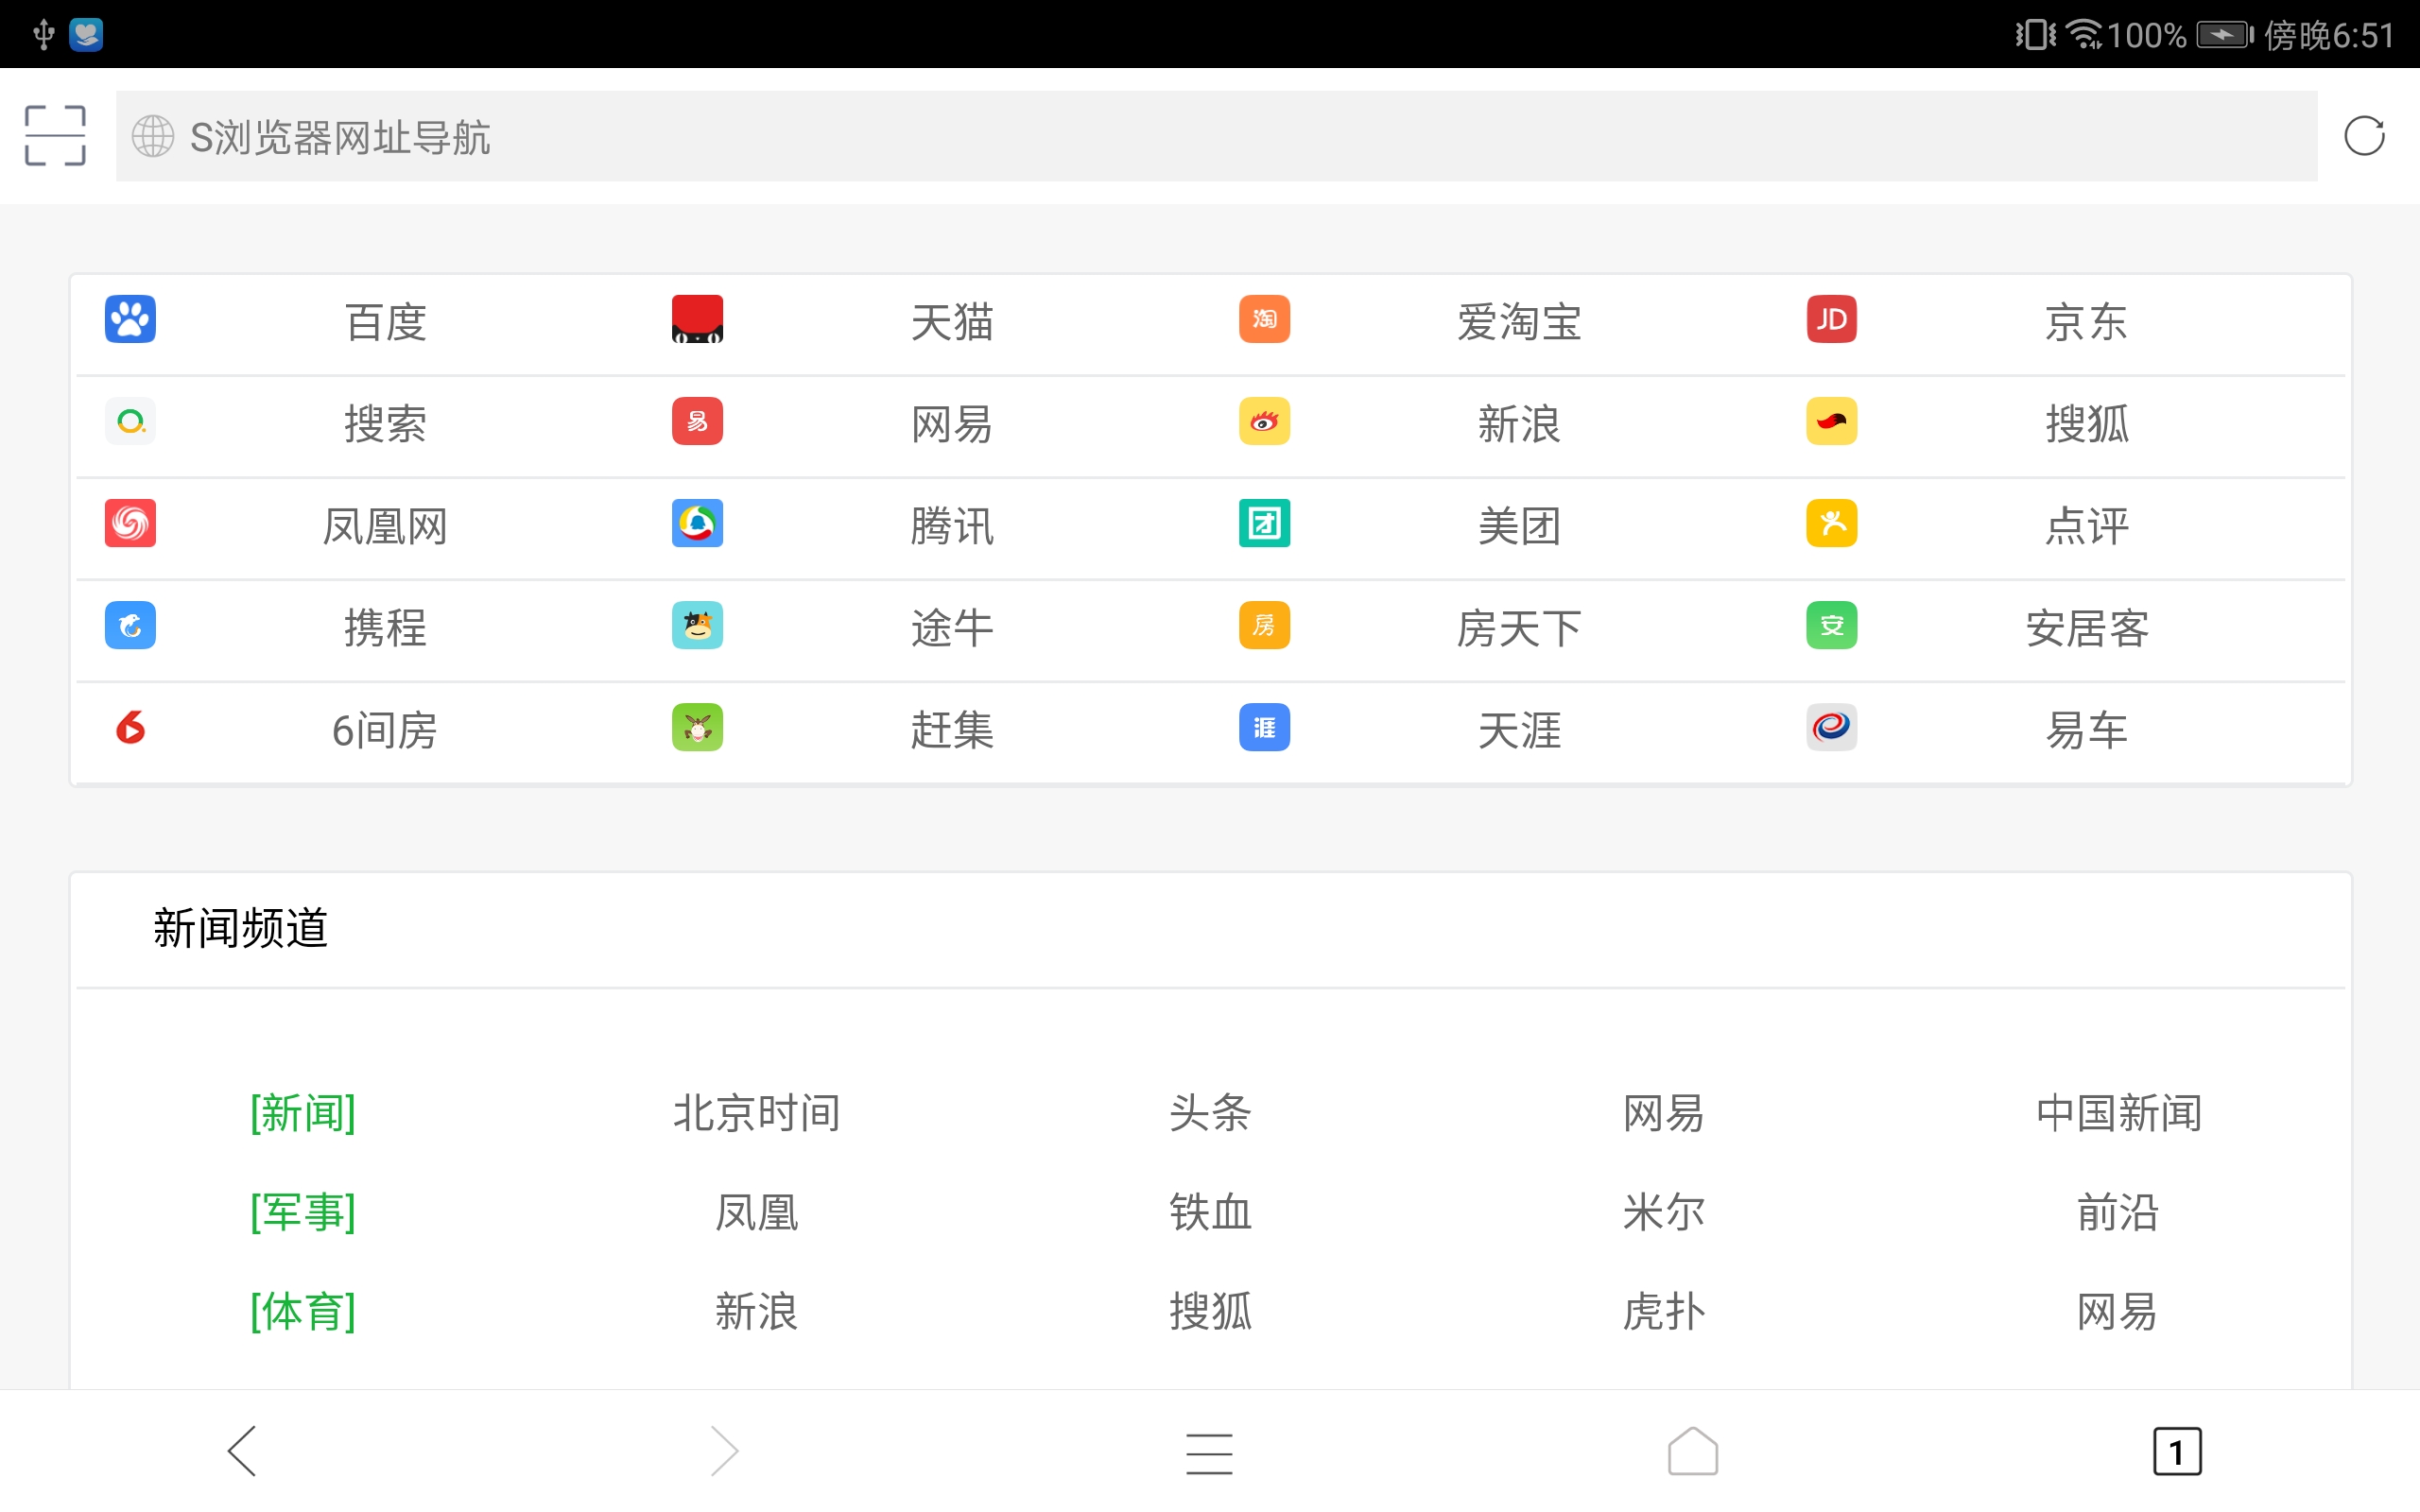 100% 傍晚6:51
S浏览器网址导航
百度 天猫 淘 爱淘宝 JD 京东
搜索 易 网易 新浪 搜狐
凤凰网 腾讯 团 美团 点评
携程 途牛 房 房天下 安 安居客
6 6间房 赶集 涯 天涯 易车
新闻频道
[新闻] 北京时间 头条 网易 中国新闻
[军事] 凤凰 铁血 米尔 前沿
[体育] 新浪 搜狐 虎扑 网易
1